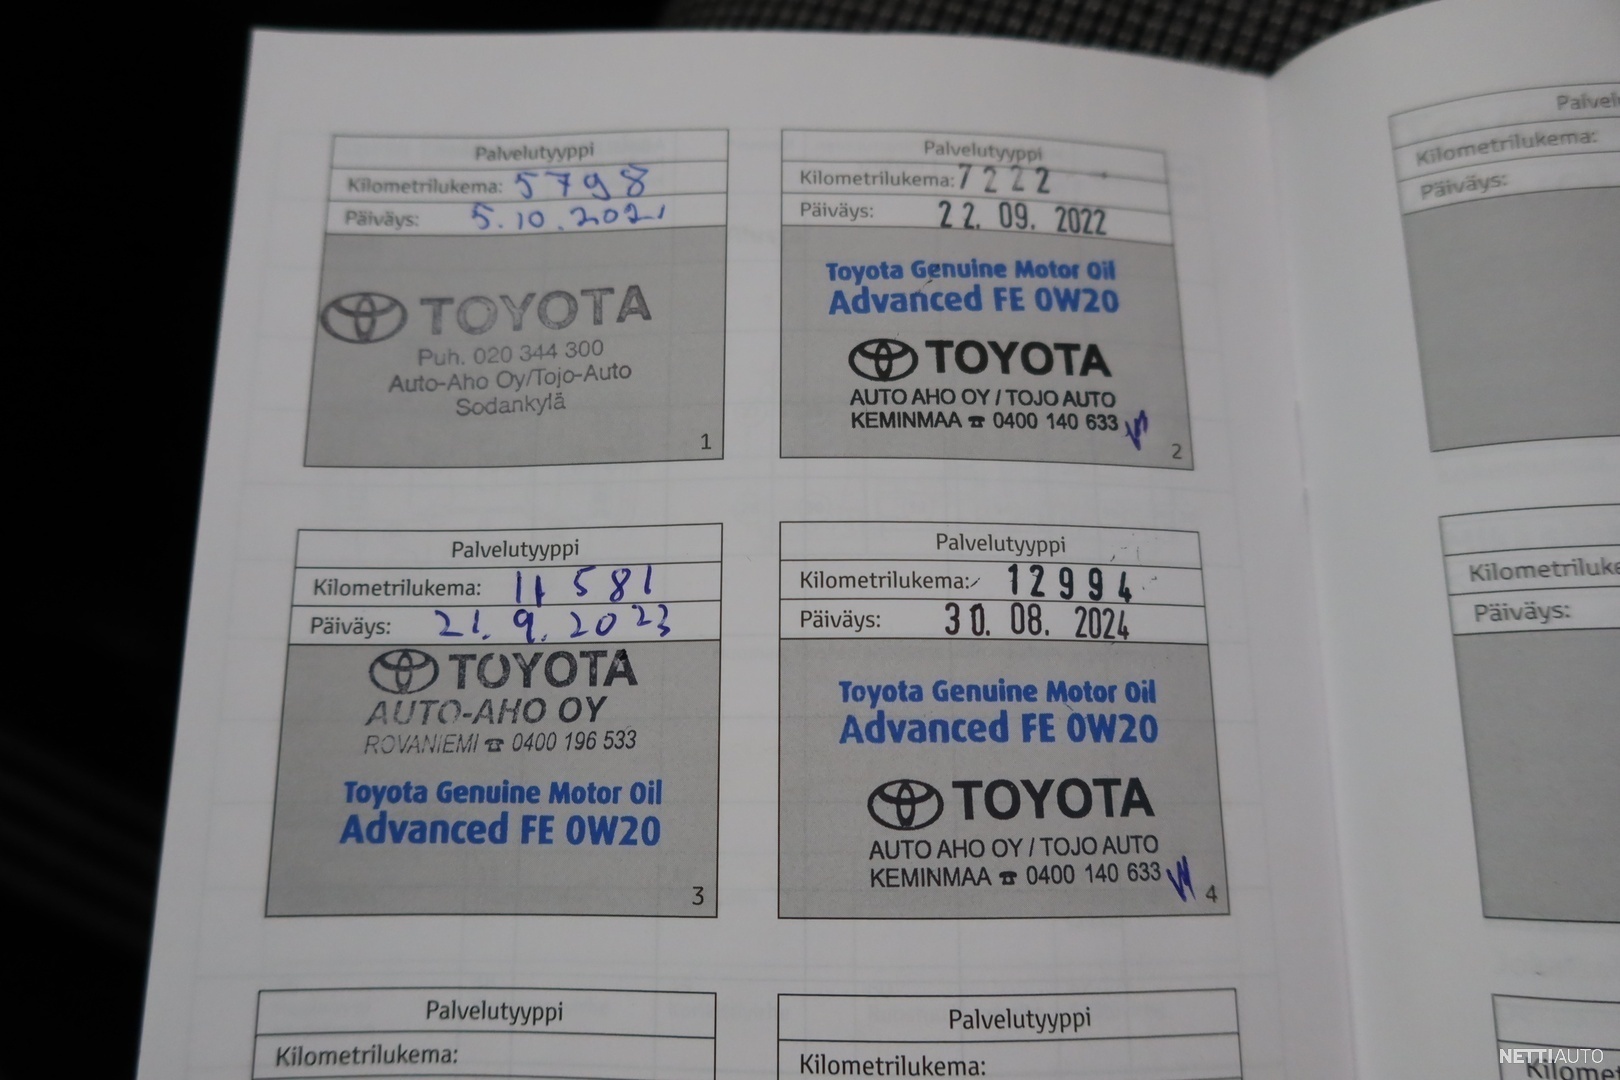 Palvelutyyppi
Kilometrilukema: 5798
Päiväys: 5.10.2021
TOYOTA
Puh. 020 344 300
Auto-Aho Oy/Tojo-Auto
Sodankylä
1
Palvelutyyppi
Kilometrilukema: 7222
Päiväys: 22. 09. 2022
Toyota Genuine Motor Oil
Advanced FE 0W20
TOYOTA
AUTO AHO OY / TOJO AUTO
KEMINMAA ☎ 0400 140 633
2
Palvelutyyppi
Kilometrilukema: 11 581
Päiväys: 21. 9. 2023
TOYOTA
AUTO-AHO OY
ROVANIEMI ☎ 0400 196 533
Toyota Genuine Motor Oil
Advanced FE 0W20
3
Palvelutyyppi
Kilometrilukema: 12994
Päiväys: 30. 08. 2024
Toyota Genuine Motor Oil
Advanced FE 0W20
TOYOTA
AUTO AHO OY / TOJO AUTO
KEMINMAA ☎ 0400 140 633
4
Palvelutyyppi
Kilometrilukema:
Palvelutyyppi
Kilometrilukema:
Palvel
Kilometrilukema:
Päiväys:
Kilometriluke
Päiväys:
Kilome
NETTIAUTO